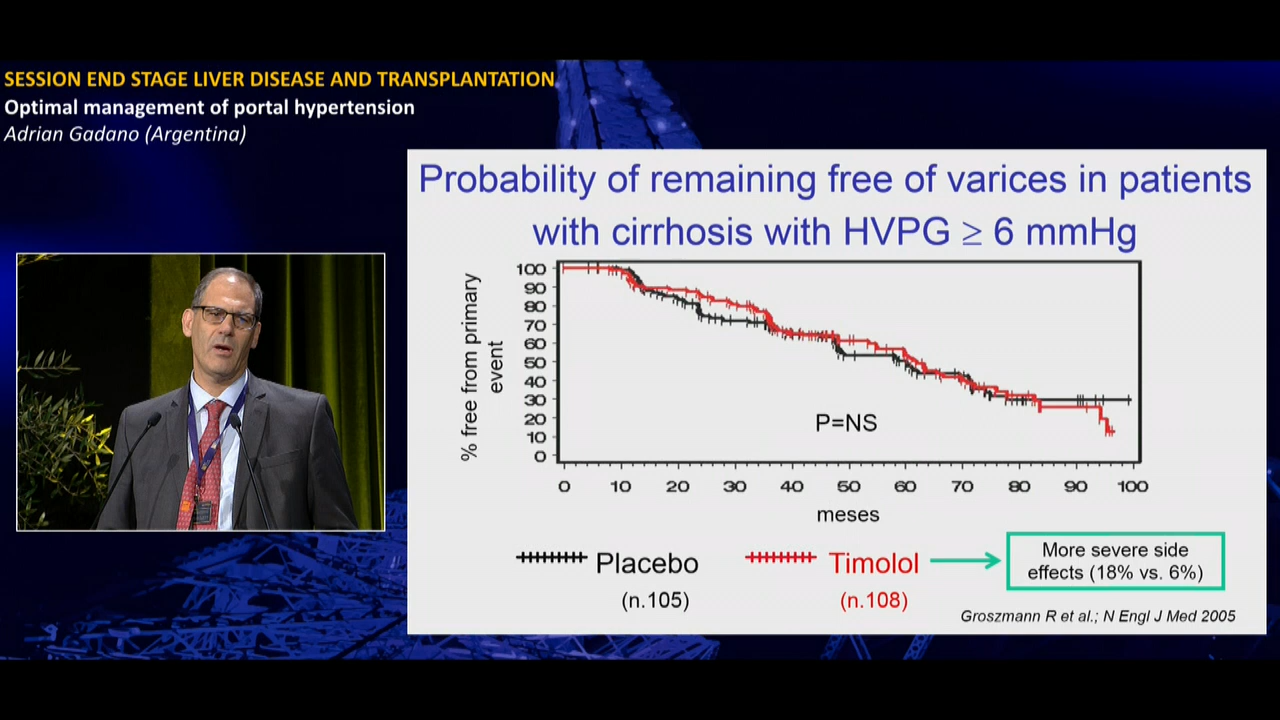 SESSION END STAGE LIVER DISEASE AND TRANSPLANTATION
Optimal management of portal hypertension
Adrian Gadano (Argentina)
Probability of remaining free of varices in patients
with cirrhosis with HVPG ≥ 6 mmHg
% free from primary
event
100
90
80
70
60
50
40
30
20
10
0
P=NS
0 10 20 30 40 50 60 70 80 90 100
meses
Placebo
(n.105)
Timolol
(n.108)
More severe side
effects (18% vs. 6%)
Groszmann R et al.; N Engl J Med 2005